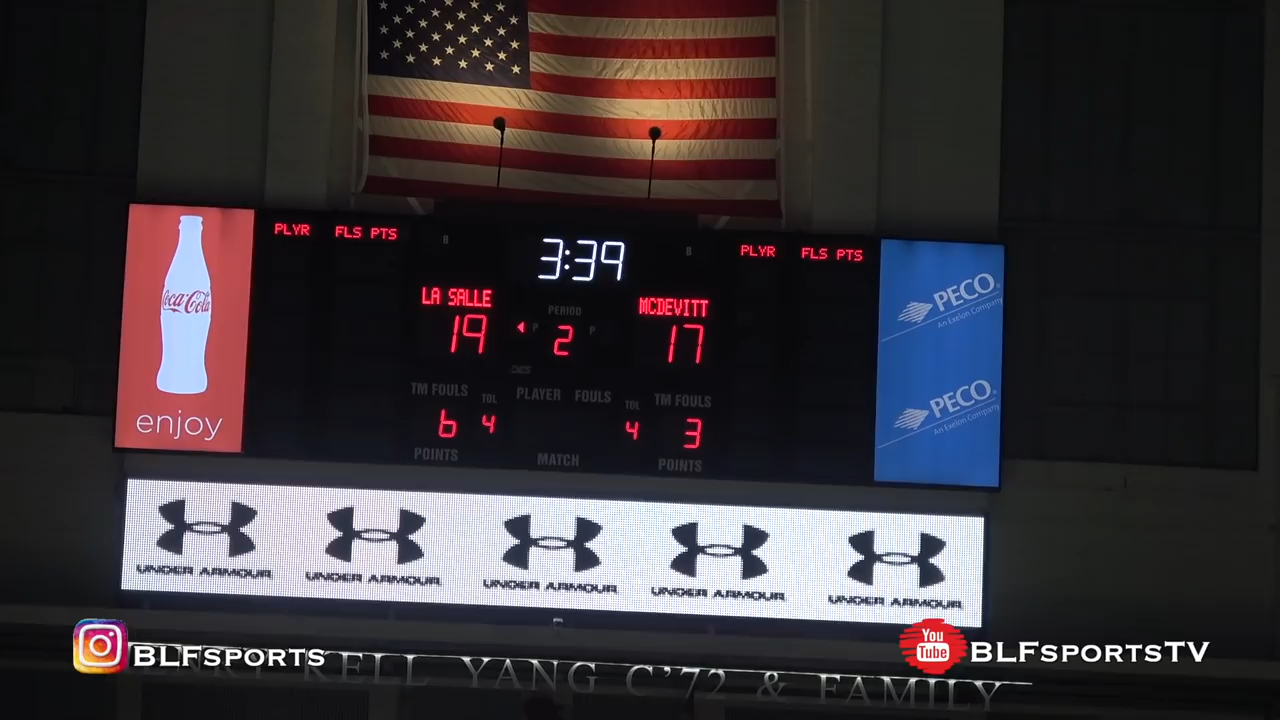 PLYR FLS PTS
B
3:39
B
PLYR FLS PTS
Coca-Cola
enjoy
LA SALLE
PERIOD
MCDEVITT
19
P
2
P
17
TM FOULS
TOL
PLAYER FOULS
TOL
TM FOULS
6
4
4
3
POINTS
MATCH
POINTS
PECO
An Exelon Company
PECO
An Exelon Company
UNDER ARMOUR
UNDER ARMOUR
UNDER ARMOUR
UNDER ARMOUR
UNDER ARMOUR
BLFSPORTS
You
Tube
BLFSPORTSTV
YANG C'72 & FAMILY